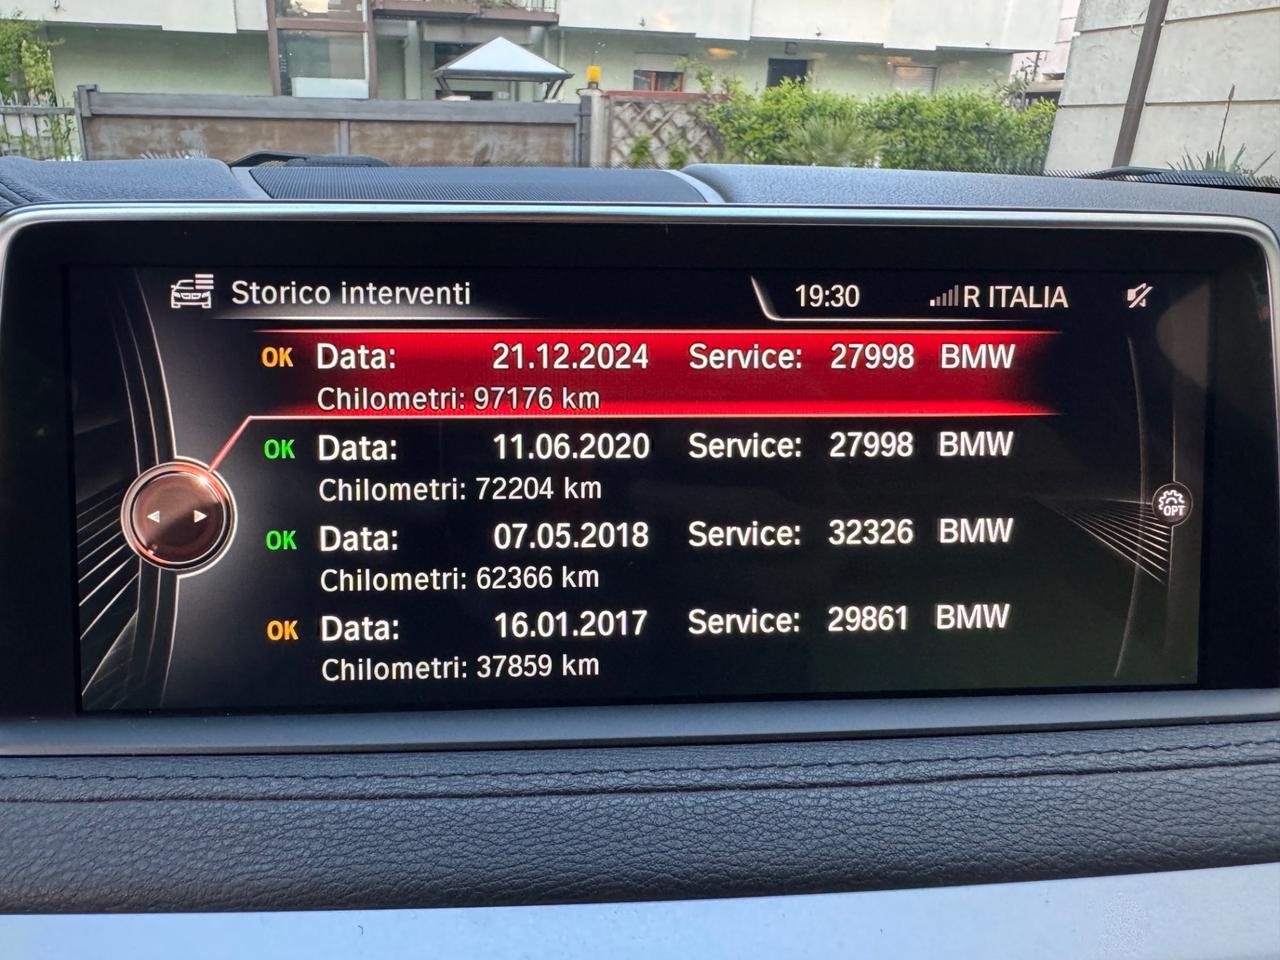 Storico interventi 19:30 R ITALIA
OK Data: 21.12.2024 Service: 27998 BMW
Chilometri: 97176 km
OK Data: 11.06.2020 Service: 27998 BMW
Chilometri: 72204 km
OK Data: 07.05.2018 Service: 32326 BMW
Chilometri: 62366 km
OK Data: 16.01.2017 Service: 29861 BMW
Chilometri: 37859 km
OPT